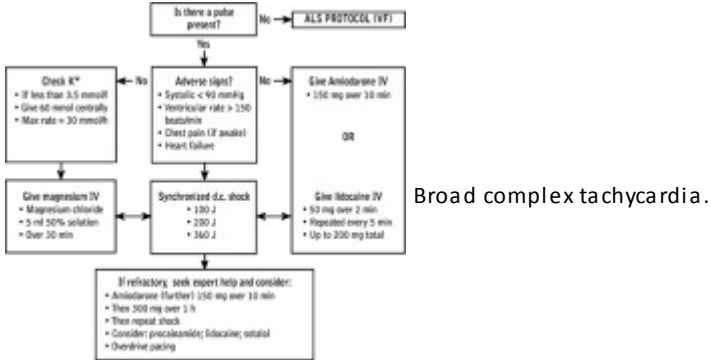 Is there a pulse
present?
No
ALS PROTOCOL (VF)
Yes
Check K⁺
• If less than 3.5 mmol/l
• Give 60 mmol centrally
• Max rate = 30 mmol/h
No
Adverse signs?
• Systolic < 90 mmHg
• Ventricular rate > 150
beats/min
• Chest pain (if awake)
• Heart failure
No
Give Amiodarone IV
• 150 mg over 10 min
OR
Give lidocaine IV
• 50 mg over 2 min
• Repeated every 5 min
• Up to 200 mg total
Give magnesium IV
• Magnesium chloride
• 5 ml 50% solution
• Over 30 min
Synchronized d.c. shock
• 100 J
• 200 J
• 360 J
If refractory, seek expert help and consider:
• Amiodarone (further) 150 mg over 10 min
• Then 300 mg over 1 h
• Then repeat shock
• Consider: procainamide; lidocaine; sotalol
• Overdrive pacing
Broad complex tachycardia.